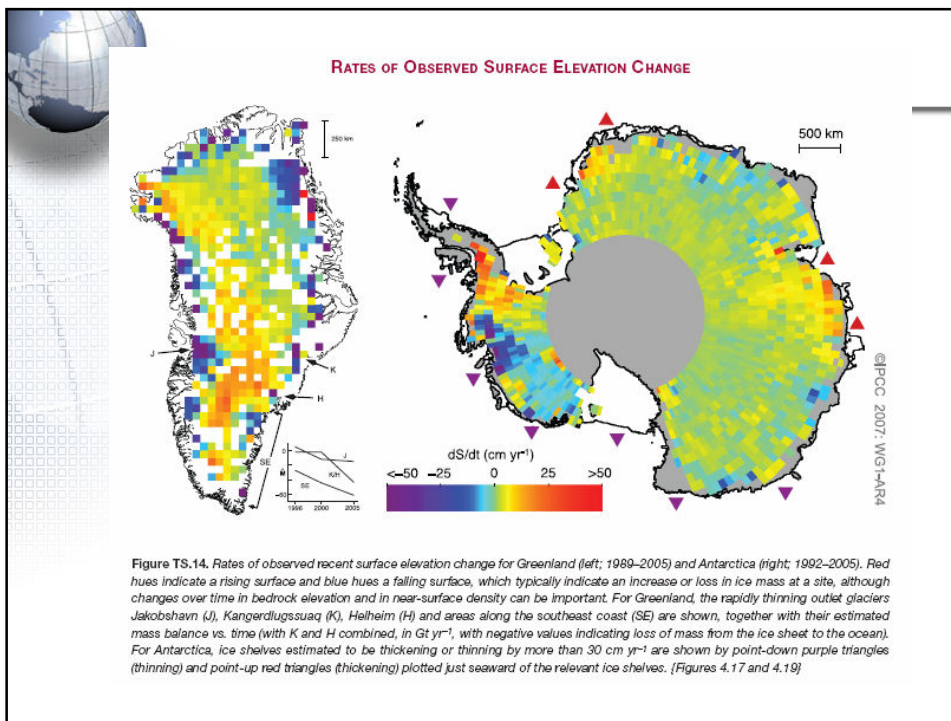 RATES OF OBSERVED SURFACE ELEVATION CHANGE
250 km
500 km
J
K
H
SE
0
-50
J
K/H
SE
1996 2000 2005
dS/dt (cm yr⁻¹)
<–50 –25 0 25 >50
©IPCC 2007: WG1-AR4
Figure TS.14. Rates of observed recent surface elevation change for Greenland (left; 1989–2005) and Antarctica (right; 1992–2005). Red
hues indicate a rising surface and blue hues a falling surface, which typically indicate an increase or loss in ice mass at a site, although
changes over time in bedrock elevation and in near-surface density can be important. For Greenland, the rapidly thinning outlet glaciers
Jakobshavn (J), Kangerdlugssuaq (K), Helheim (H) and areas along the southeast coast (SE) are shown, together with their estimated
mass balance vs. time (with K and H combined, in Gt yr⁻¹, with negative values indicating loss of mass from the ice sheet to the ocean).
For Antarctica, ice shelves estimated to be thickening or thinning by more than 30 cm yr⁻¹ are shown by point-down purple triangles
(thinning) and point-up red triangles (thickening) plotted just seaward of the relevant ice shelves. {Figures 4.17 and 4.19}